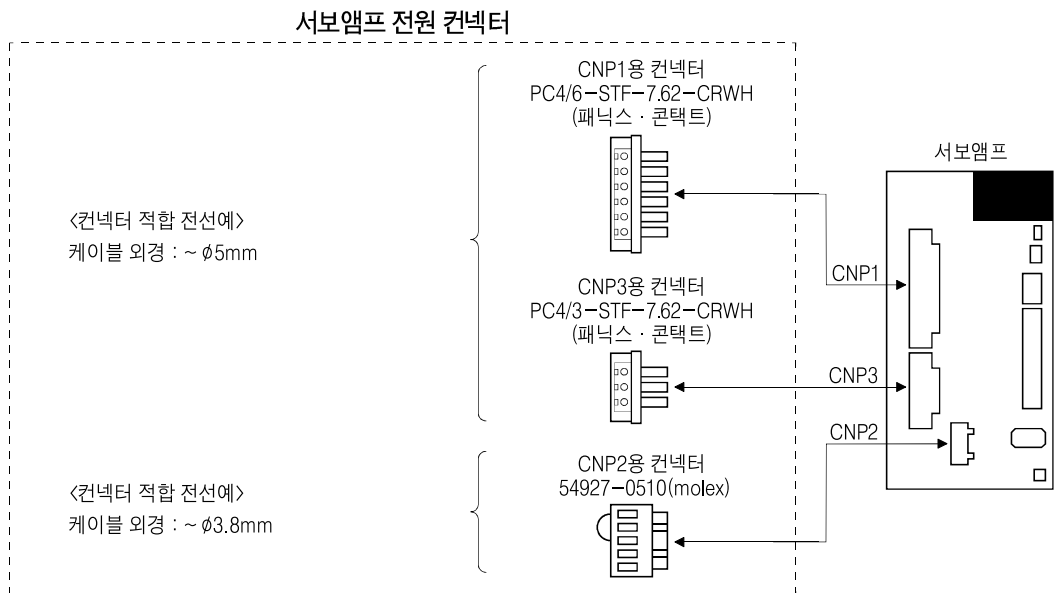 서보앰프 전원 컨넥터
CNP1용 컨넥터
PC4/6-STF-7.62-CRWH
(패닉스 · 콘택트)
서보앰프
〈컨넥터 적합 전선예〉
케이블 외경 : ~ ø5mm
CNP1
CNP3용 컨넥터
PC4/3-STF-7.62-CRWH
(패닉스 · 콘택트)
CNP3
CNP2
CNP2용 컨넥터
54927-0510(molex)
〈컨넥터 적합 전선예〉
케이블 외경 : ~ ø3.8mm